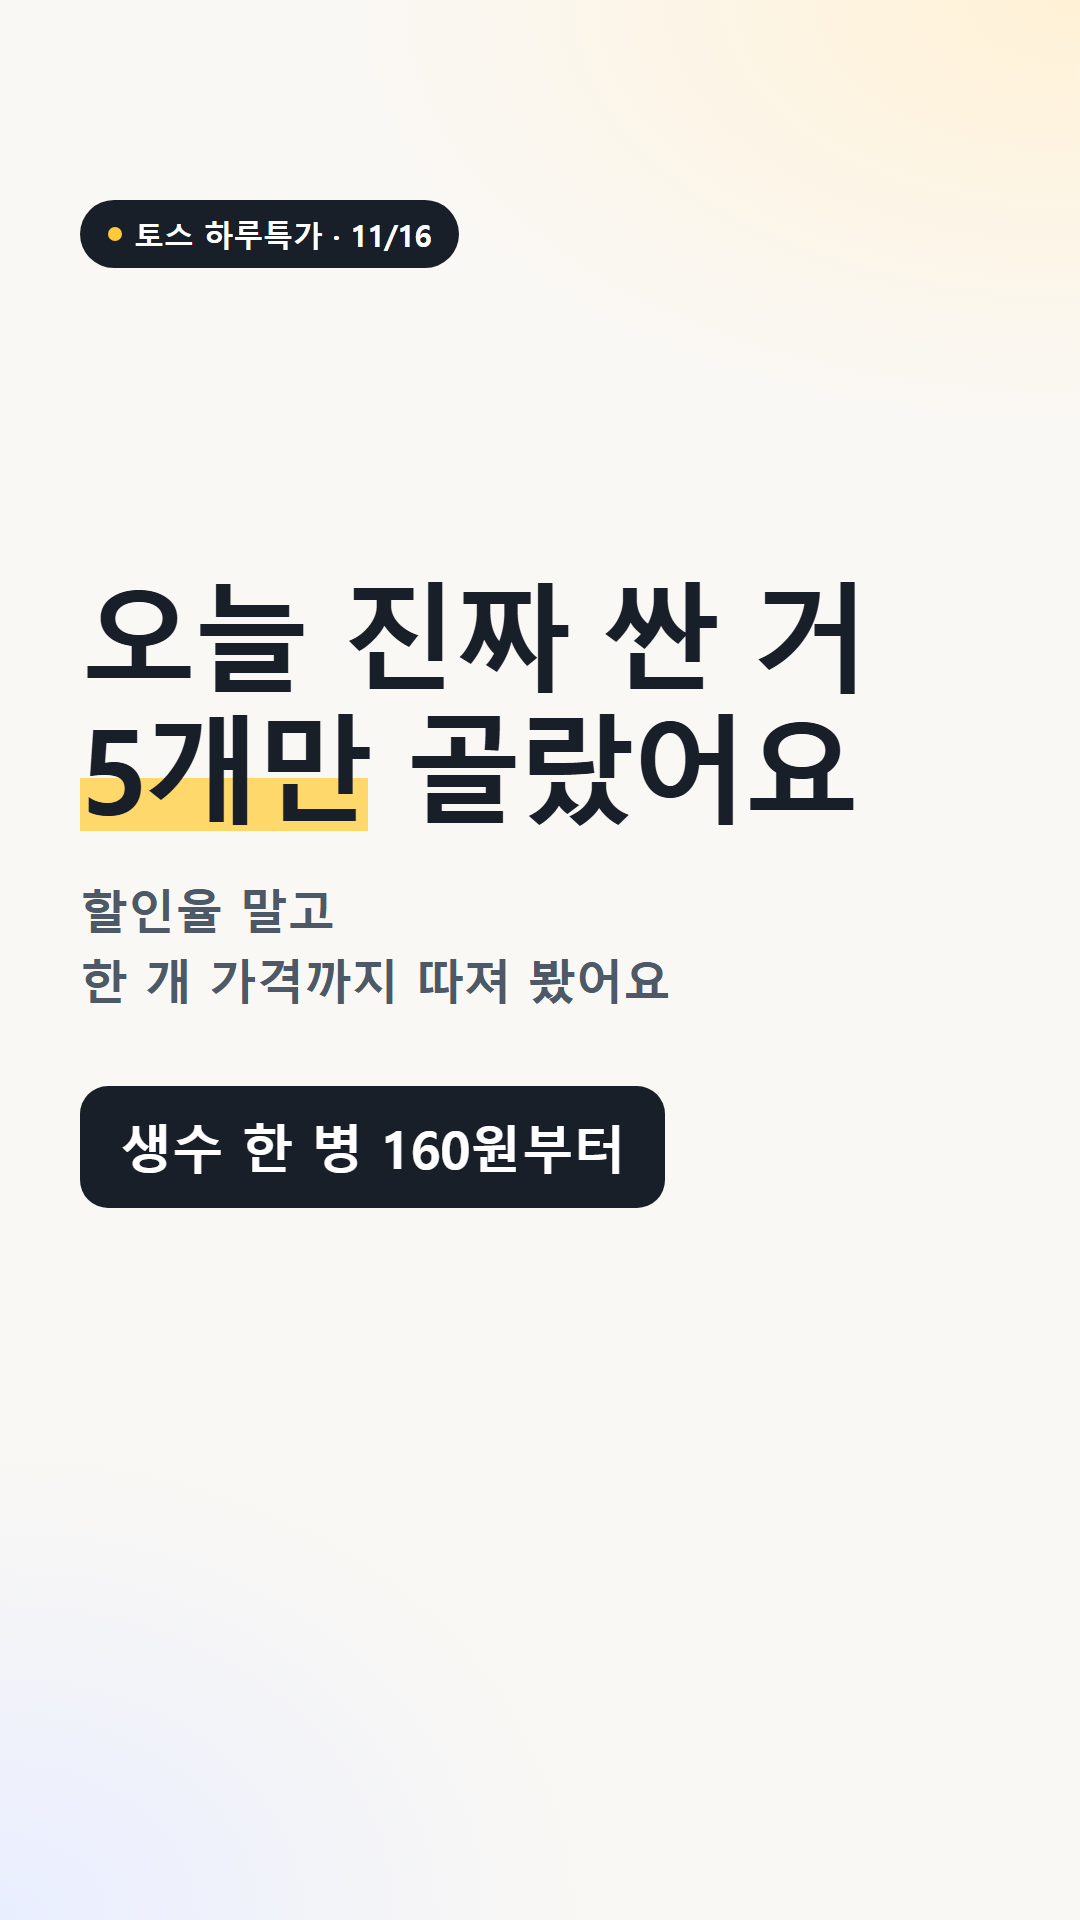 토스 하루특가 · 11/16
오늘 진짜 싼 거
5개만 골랐어요
할인율 말고
한 개 가격까지 따져 봤어요
생수 한 병 160원부터